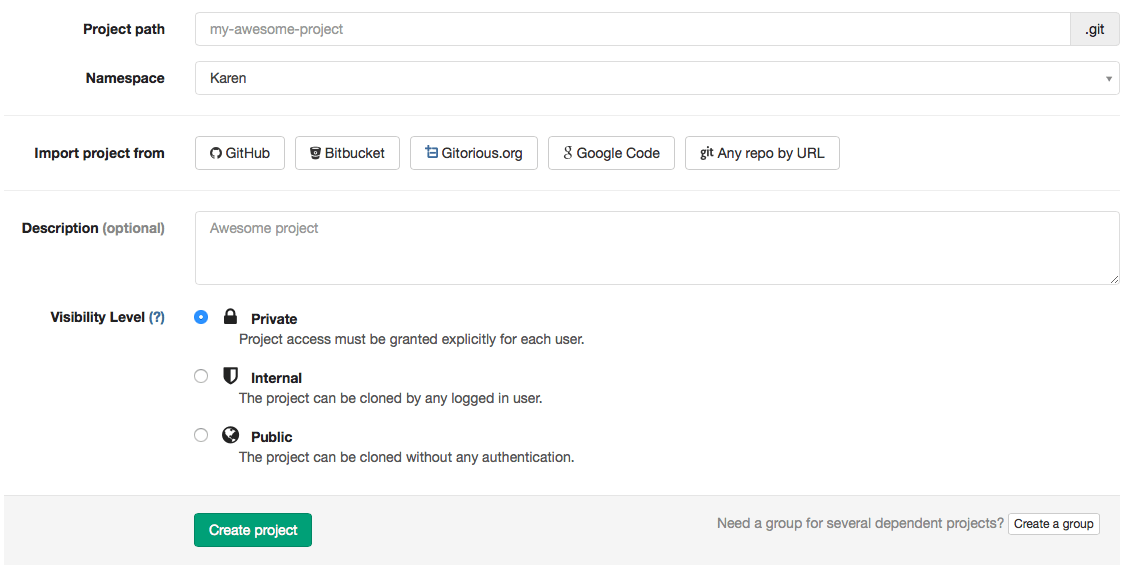 Project path my-awesome-project .git
Namespace Karen
Import project from GitHub Bitbucket Gitorious.org Google Code git Any repo by URL
Description (optional) Awesome project
Visibility Level (?) Private
Project access must be granted explicitly for each user.
Internal
The project can be cloned by any logged in user.
Public
The project can be cloned without any authentication.
Create project Need a group for several dependent projects? Create a group